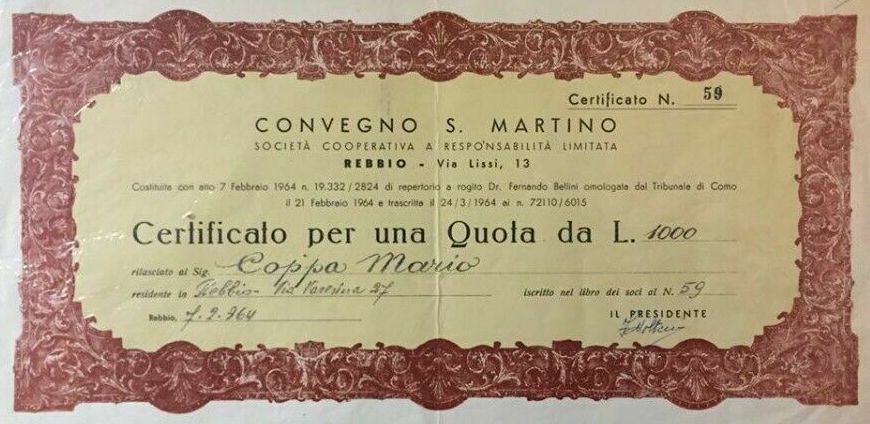 Certificato N. 59
CONVEGNO S. MARTINO
SOCIETÀ COOPERATIVA A RESPONSABILITÀ LIMITATA
REBBIO - Via Lissi, 13
Costituita con atto 7 Febbraio 1964 n. 19.332/2824 di repertorio a rogito Dr. Fernando Bellini omologata dal Tribunale di Como
il 21 Febbraio 1964 e trascritta il 24/3/1964 ai n. 72110/6015
Certificato per una Quota da L. 1000
rilasciato al Sig. Coppa Mario
residente in Rebbio - Via Varesina 27 iscritto nel libro dei soci al N. 59
Rebbio, 7.2.964 IL PRESIDENTE